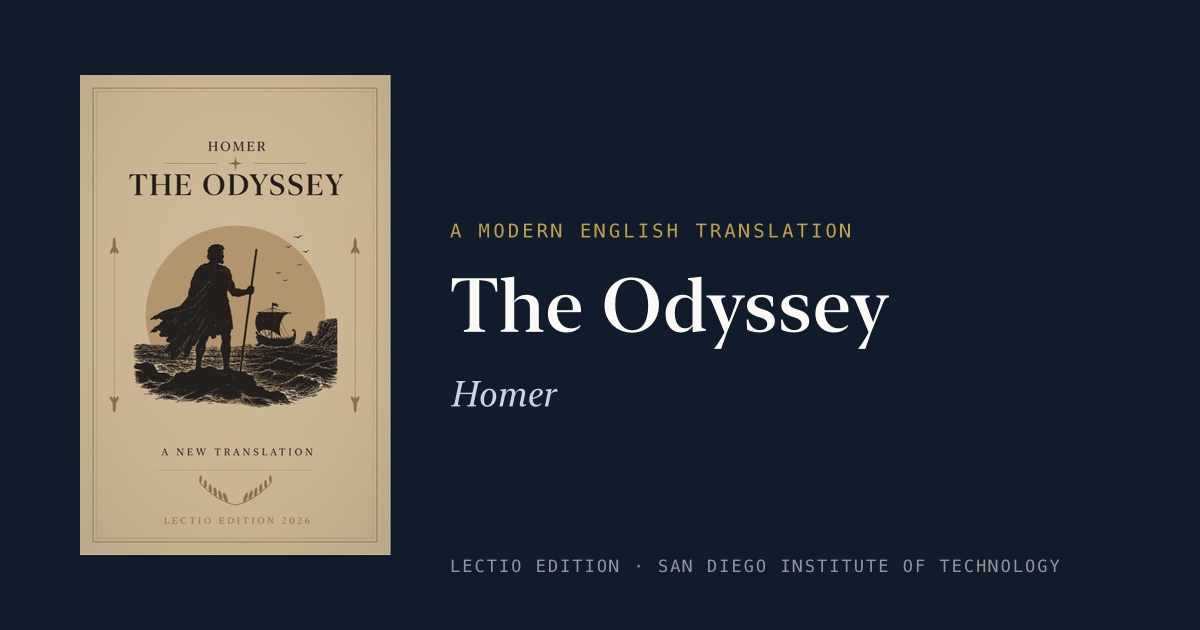 HOMER
THE ODYSSEY
A NEW TRANSLATION
LECTIO EDITION 2026
A MODERN ENGLISH TRANSLATION
The Odyssey
Homer
LECTIO EDITION · SAN DIEGO INSTITUTE OF TECHNOLOGY